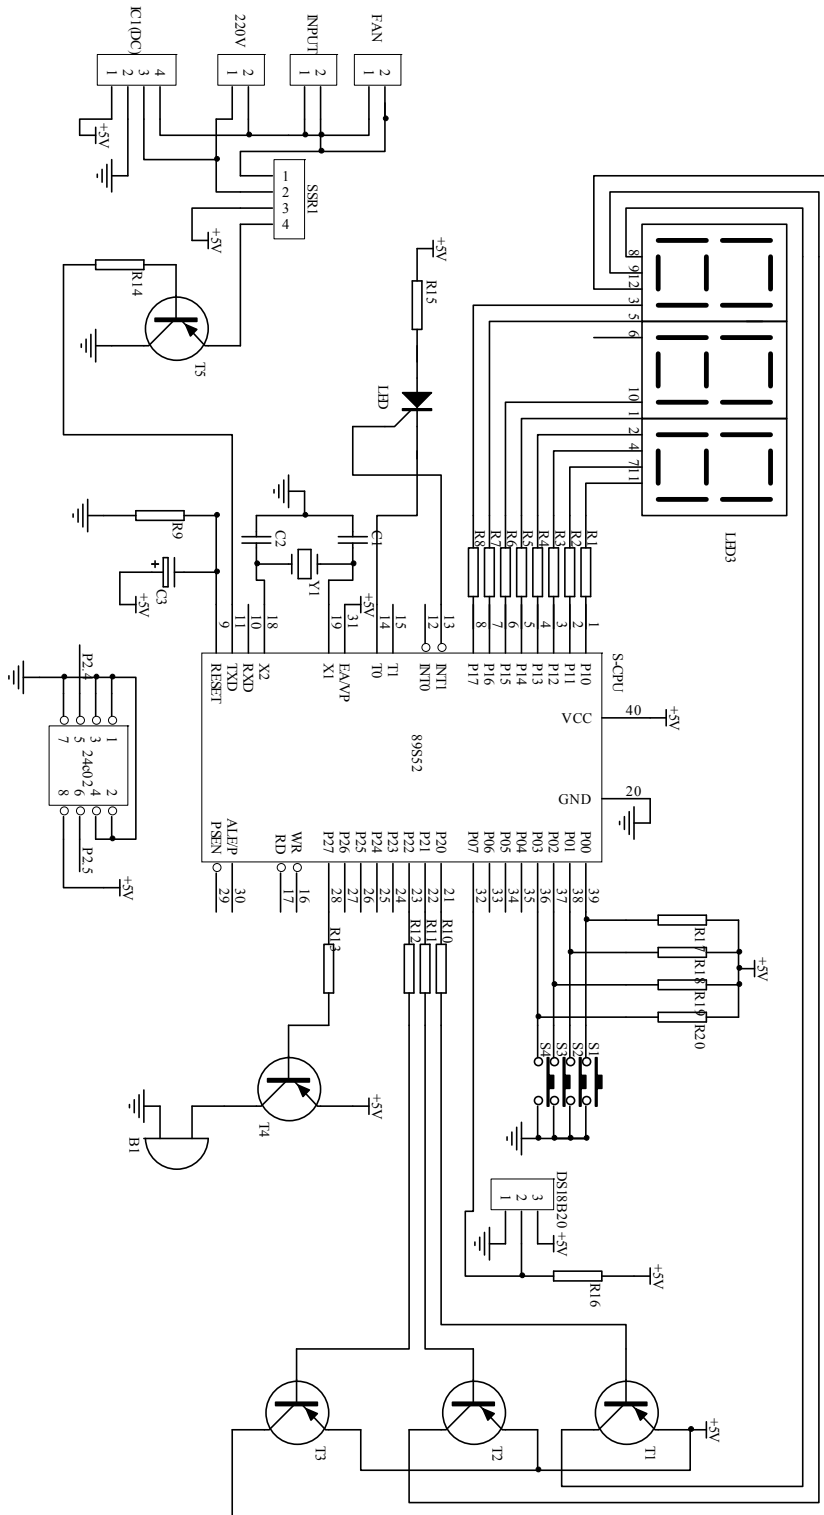 IC1(DC)
220V
INPUT
FAN
1 2 3 4
1 2
1 2
1 2
+5V
SSR1
1
2
3
4
+5V
R14
T5
+5V
R15
LED
8
9
12
3
5
6
10
1
2
4
7
11
LED3
R9
C3
+5V
C2
C1
Y1
+5V
R8
R7
R6
R5
R4
R3
R2
R1
9
11
10
18
19
31
14
15
12
13
8
7
6
5
4
3
2
1
RESET
TXD
RXD
X2
X1
EA/VP
T0
T1
INT0
INT1
P17
P16
P15
P14
P13
P12
P11
P10
S-CPU
89S52
VCC
40
+5V
GND
20
PSEN
ALE/P
RD
WR
P27
P26
P25
P24
P23
P22
P21
P20
P07
P06
P05
P04
P03
P02
P01
P00
29
30
17
16
28
27
26
25
24
23
22
21
32
33
34
35
36
37
38
39
P2.4
7 5 3 1
24c02
8 6 4 2
P2.5
+5V
R13
R12
R11
R10
R17
R18
R19
R20
+5V
S4
S3
S2
S1
T4
+5V
B1
DS18B20
1 2 3
+5V
R16
+5V
T3
T2
T1
+5V